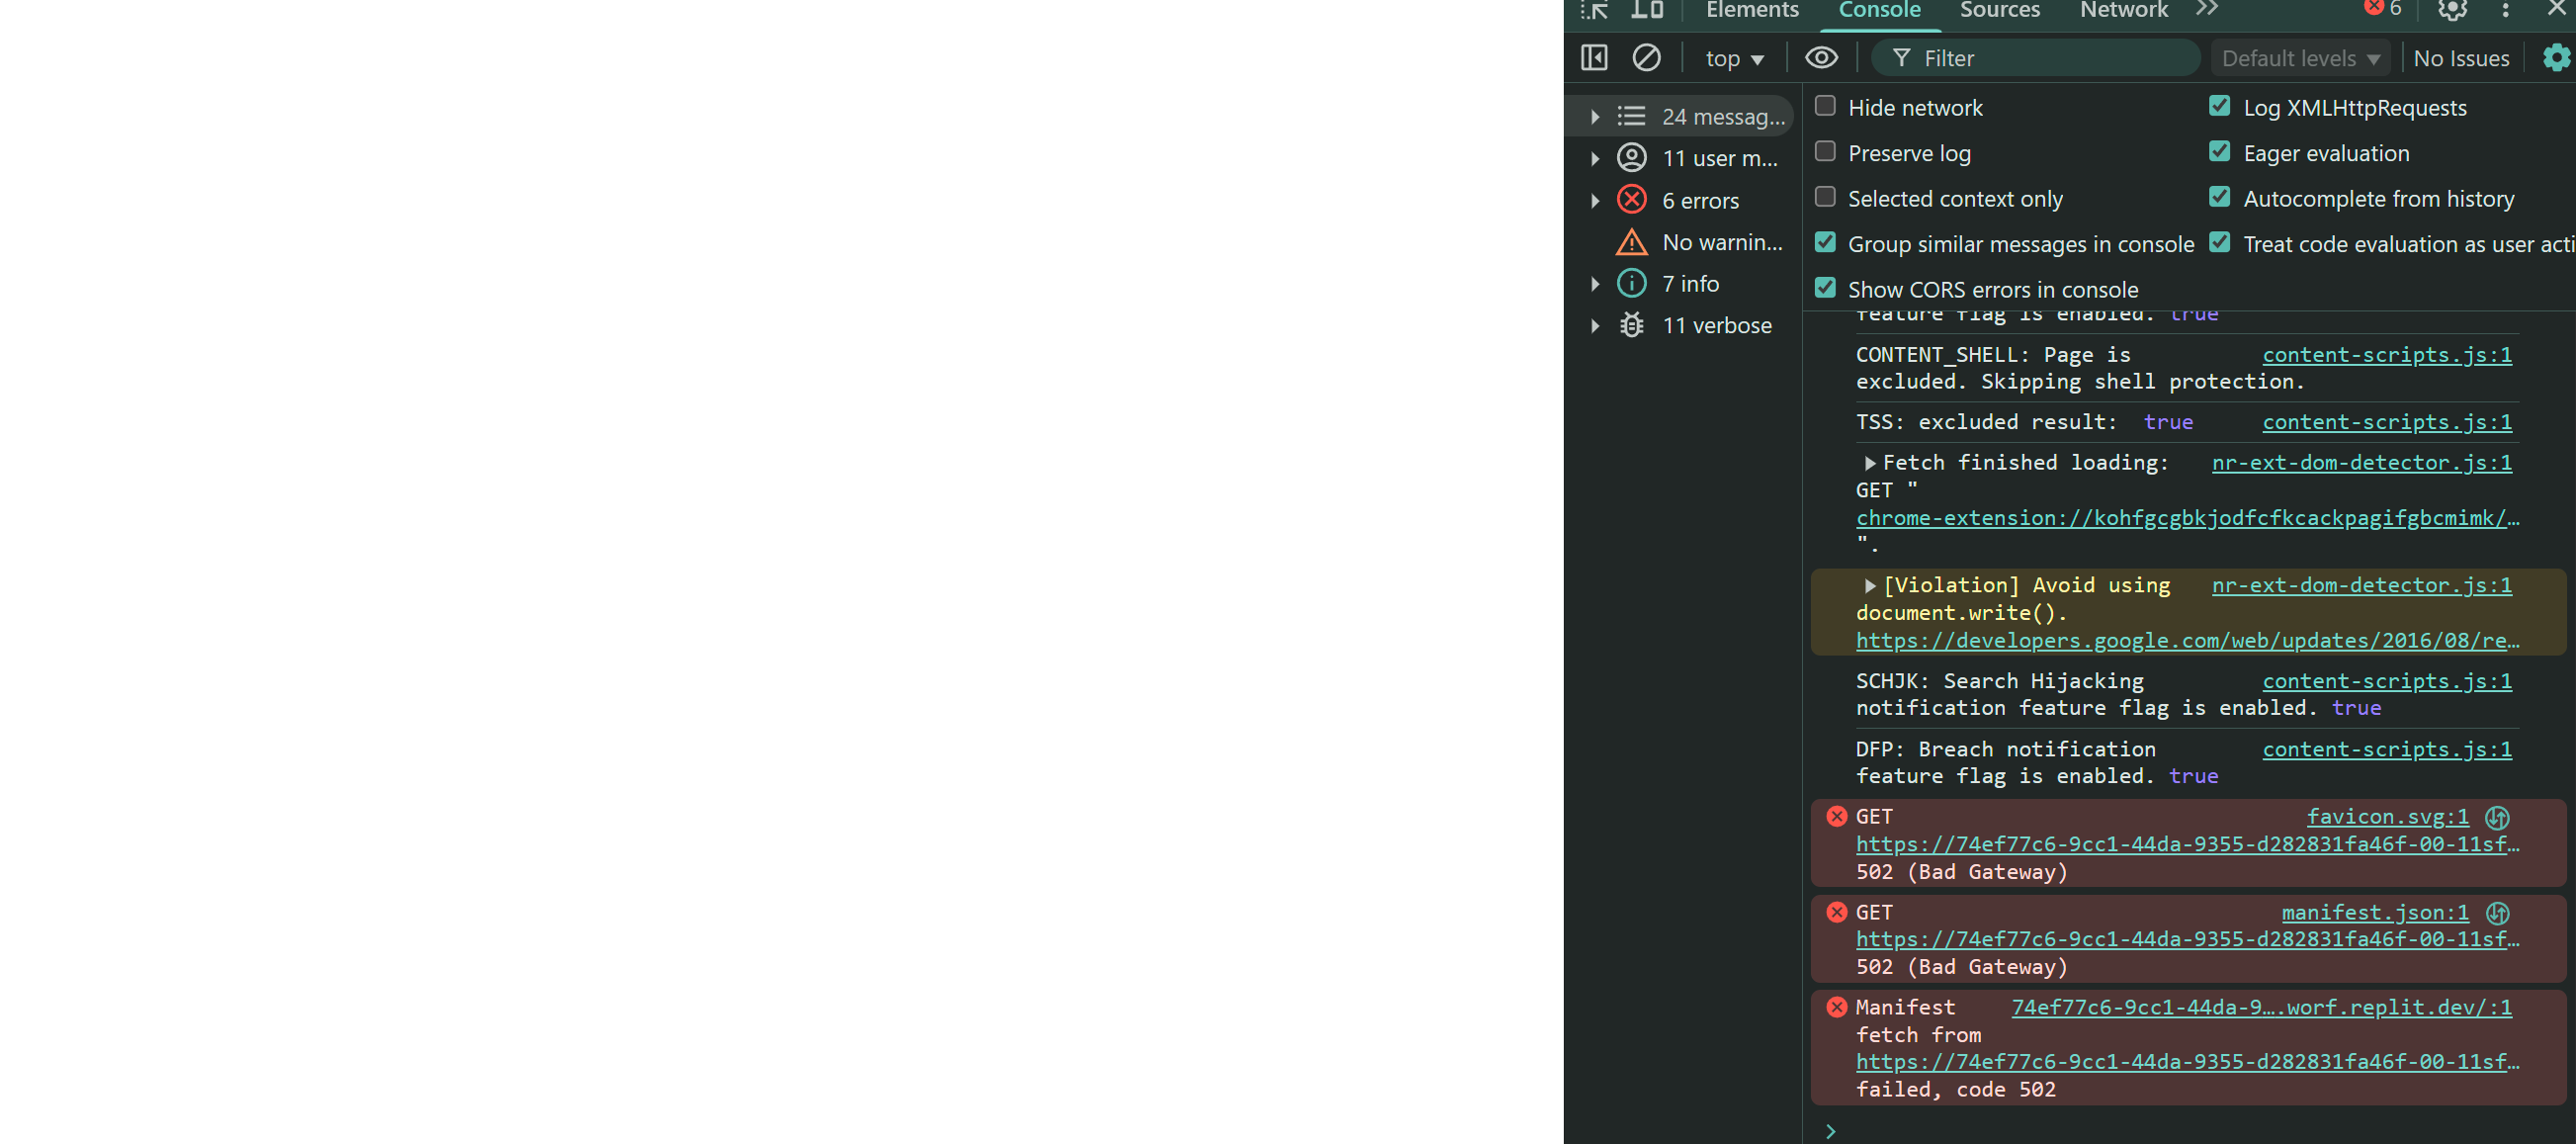 Elements Console Sources Network 6
top Filter Default levels No Issues
24 messag...
11 user m...
6 errors
No warnin...
7 info
11 verbose
Hide network Log XMLHttpRequests
Preserve log Eager evaluation
Selected context only Autocomplete from history
Group similar messages in console Treat code evaluation as user acti
Show CORS errors in console
feature flag is enabled. true
CONTENT_SHELL: Page is content-scripts.js:1
excluded. Skipping shell protection.
TSS: excluded result: true content-scripts.js:1
Fetch finished loading: nr-ext-dom-detector.js:1
GET "
chrome-extension://kohfgcgbkjodfcfkcackpagifgbcmimk/…
".
[Violation] Avoid using nr-ext-dom-detector.js:1
document.write().
https://developers.google.com/web/updates/2016/08/re…
SCHJK: Search Hijacking content-scripts.js:1
notification feature flag is enabled. true
DFP: Breach notification content-scripts.js:1
feature flag is enabled. true
GET favicon.svg:1
https://74ef77c6-9cc1-44da-9355-d282831fa46f-00-11sf…
502 (Bad Gateway)
GET manifest.json:1
https://74ef77c6-9cc1-44da-9355-d282831fa46f-00-11sf…
502 (Bad Gateway)
Manifest 74ef77c6-9cc1-44da-9….worf.replit.dev/:1
fetch from
https://74ef77c6-9cc1-44da-9355-d282831fa46f-00-11sf…
failed, code 502